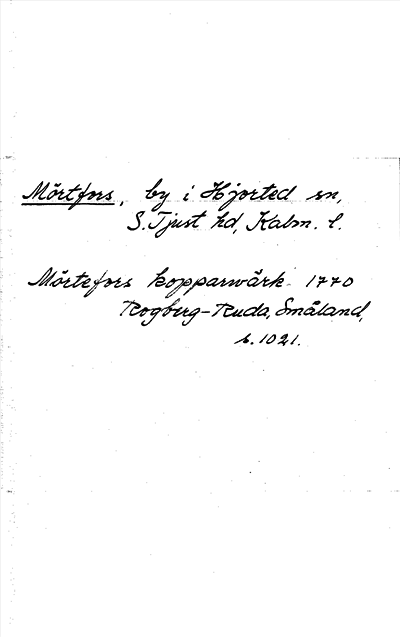 Mörtfors, by i Hjorted sn,
S. Tjust hd, Kalm. l.
Mörtefors kopparwärk 1770
Rogberg-Ruda, Småland,
s. 1021.